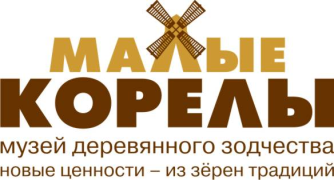 МАЛЫЕ
КОРЕЛЫ
музей деревянного зодчества
новые ценности – из зёрен традиций